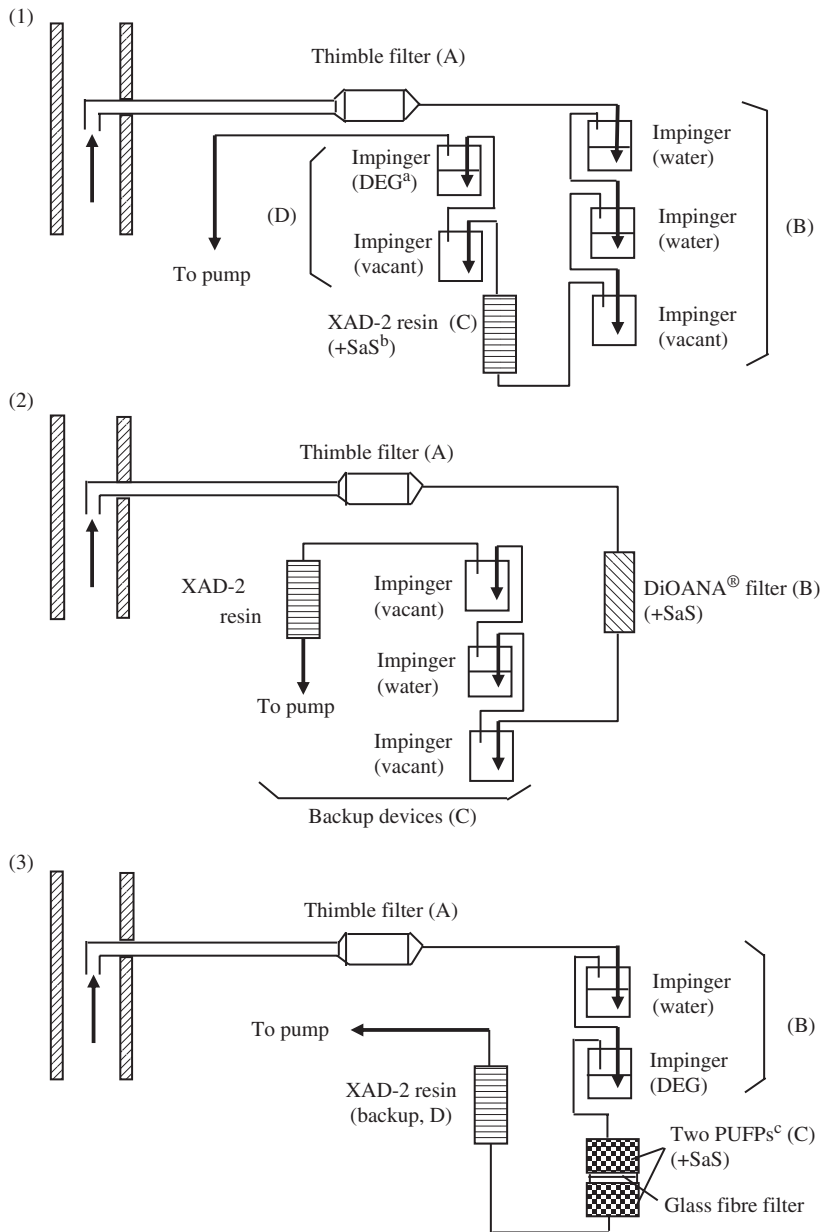 (1)
Thimble filter (A)
Impinger
(water)
Impinger
(DEGᵃ)
(D)
Impinger
(water)
(B)
Impinger
(vacant)
To pump
XAD-2 resin (C)
(+SaSᵇ)
Impinger
(vacant)
(2)
Thimble filter (A)
XAD-2
resin
Impinger
(vacant)
DiOANA® filter (B)
(+SaS)
Impinger
(water)
To pump
Impinger
(vacant)
Backup devices (C)
(3)
Thimble filter (A)
Impinger
(water)
(B)
To pump
Impinger
(DEG)
XAD-2 resin
(backup, D)
Two PUFPsᶜ (C)
(+SaS)
Glass fibre filter